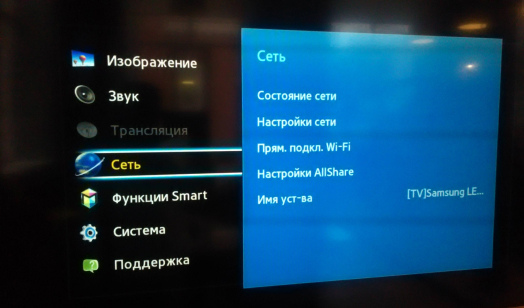 Изображение
Звук
Трансляция
Сеть
Функции Smart
Система
Поддержка
Сеть
Состояние сети
Настройки сети
Прям. подкл. Wi-Fi
Настройки AllShare
Имя уст-ва [TV]Samsung LE...